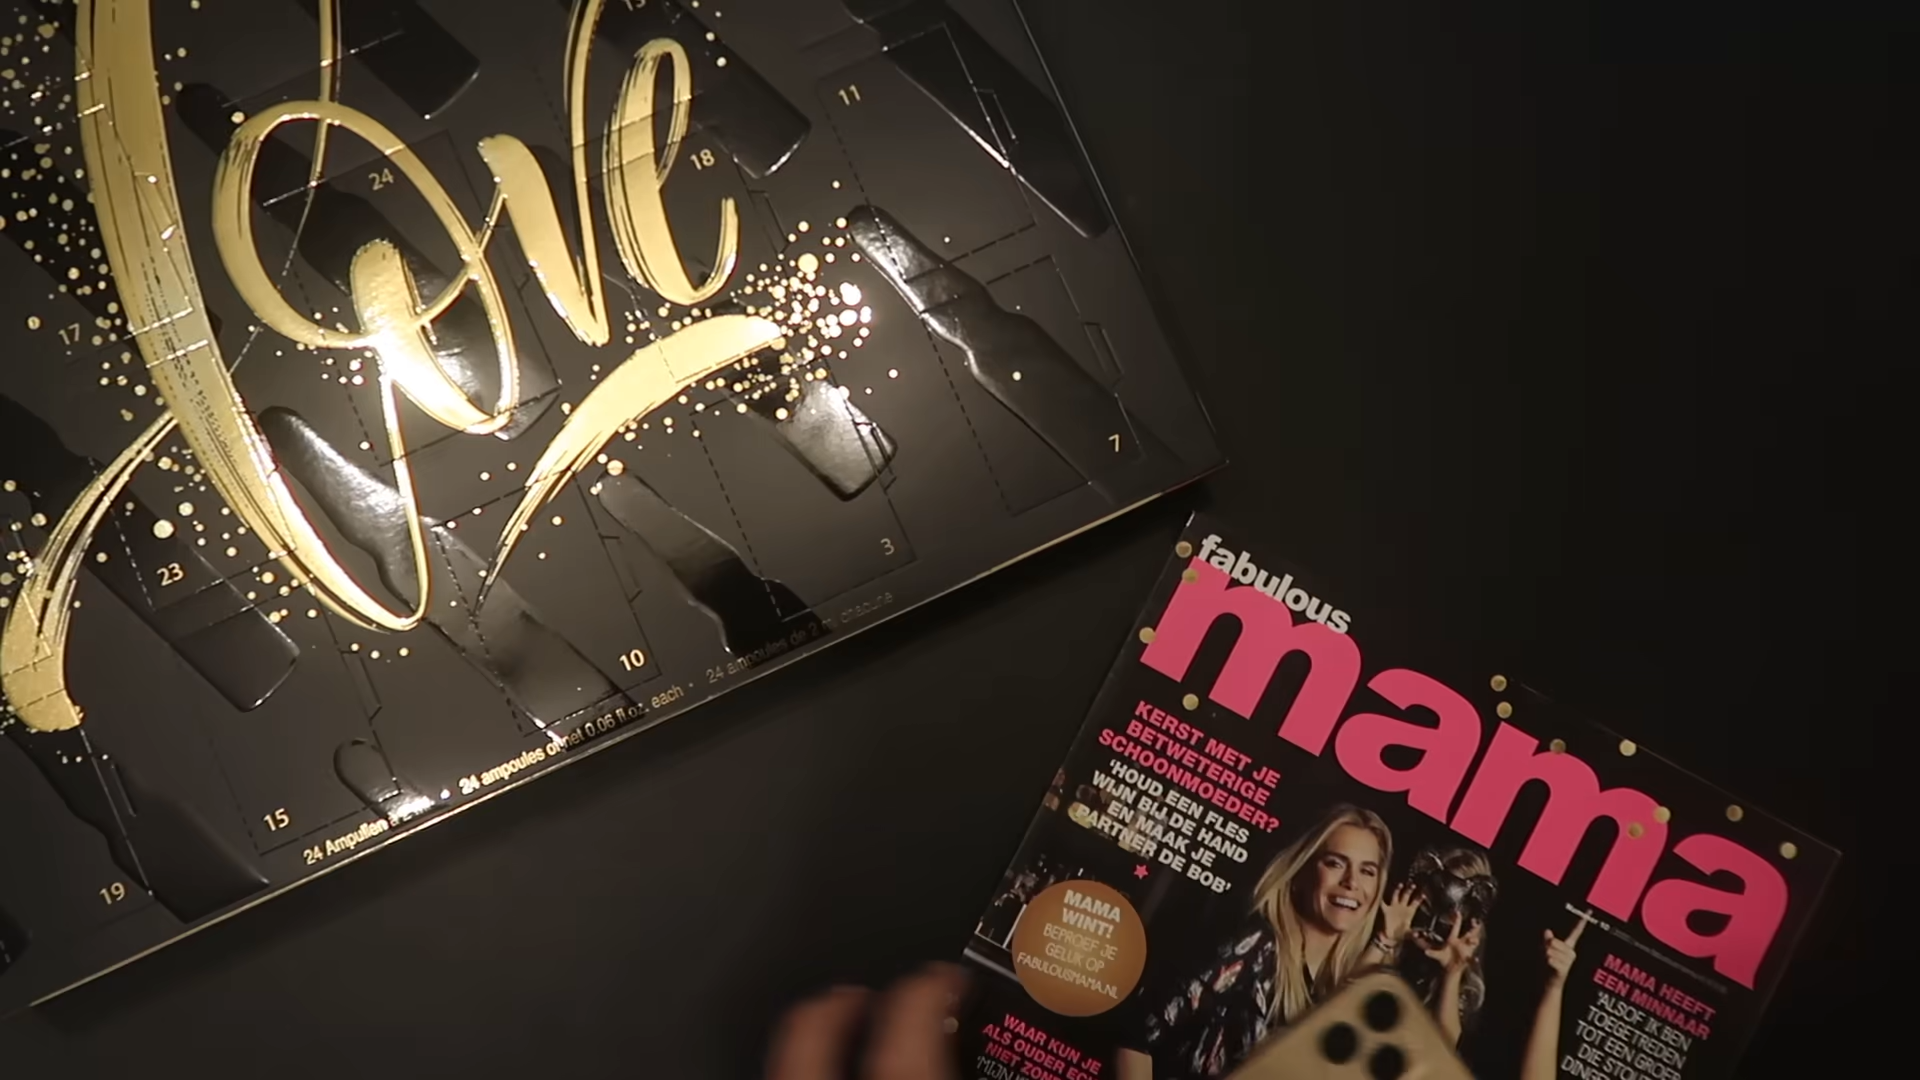 love
13
11
18
24
17
7
3
23
10
15
19
24 Ampullen à 2 ml • 24 ampoules of net 0.06 fl.oz. each • 24 ampoules de 2 ml chacune
fabulous
mama
KERST MET JE
BETWETERIGE
SCHOONMOEDER?
'HOUD EEN FLES
WIJN BIJ DE HAND
EN MAAK JE
PARTNER DE BOB'
MAMA
WINT!
BEPROEF JE
GELUK OP
FABULOUSMAMA.NL
WAAR KUN JE
ALS OUDER
NIET
MAMA HEEFT
EEN MINNAAR
'ALSOF IK BEN
TOEGETREDEN
TOT EEN GROEP
DIE